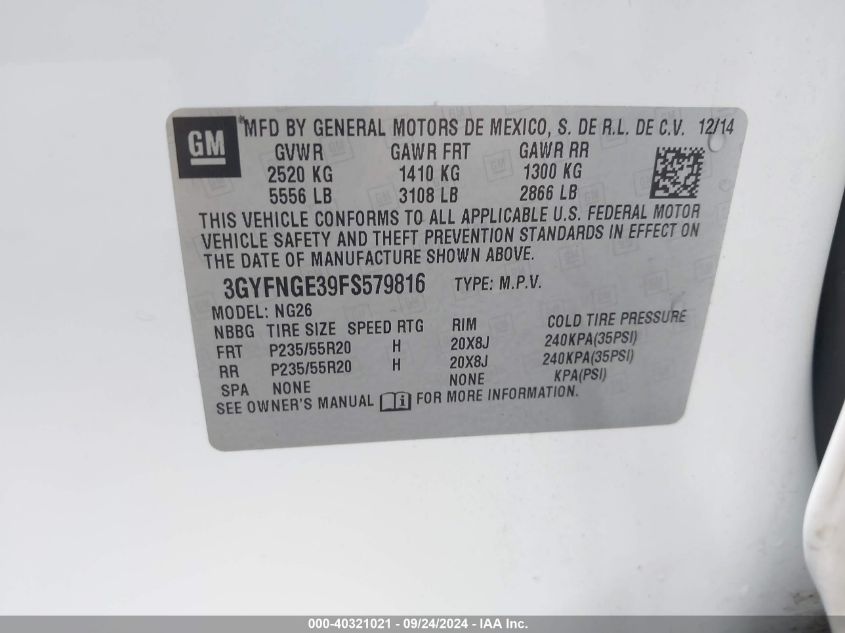 GM *MFD BY GENERAL MOTORS DE MEXICO, S. DE R.L. DE C.V. 12/14
GVWR GAWR FRT GAWR RR
2520 KG 1410 KG 1300 KG
5556 LB 3108 LB 2866 LB
THIS VEHICLE CONFORMS TO ALL APPLICABLE U.S. FEDERAL MOTOR
VEHICLE SAFETY AND THEFT PREVENTION STANDARDS IN EFFECT ON
THE DATE OF MANUFACTURE SHOWN ABOVE.
3GYFNGE39FS579816 TYPE: M.P.V.
MODEL: NG26
NBBG TIRE SIZE SPEED RTG RIM COLD TIRE PRESSURE
FRT P235/55R20 H 20X8J 240KPA(35PSI)
RR P235/55R20 H 20X8J 240KPA(35PSI)
SPA NONE NONE KPA(PSI)
SEE OWNER'S MANUAL i FOR MORE INFORMATION.
000-40321021 - 09/24/2024 - IAA Inc.